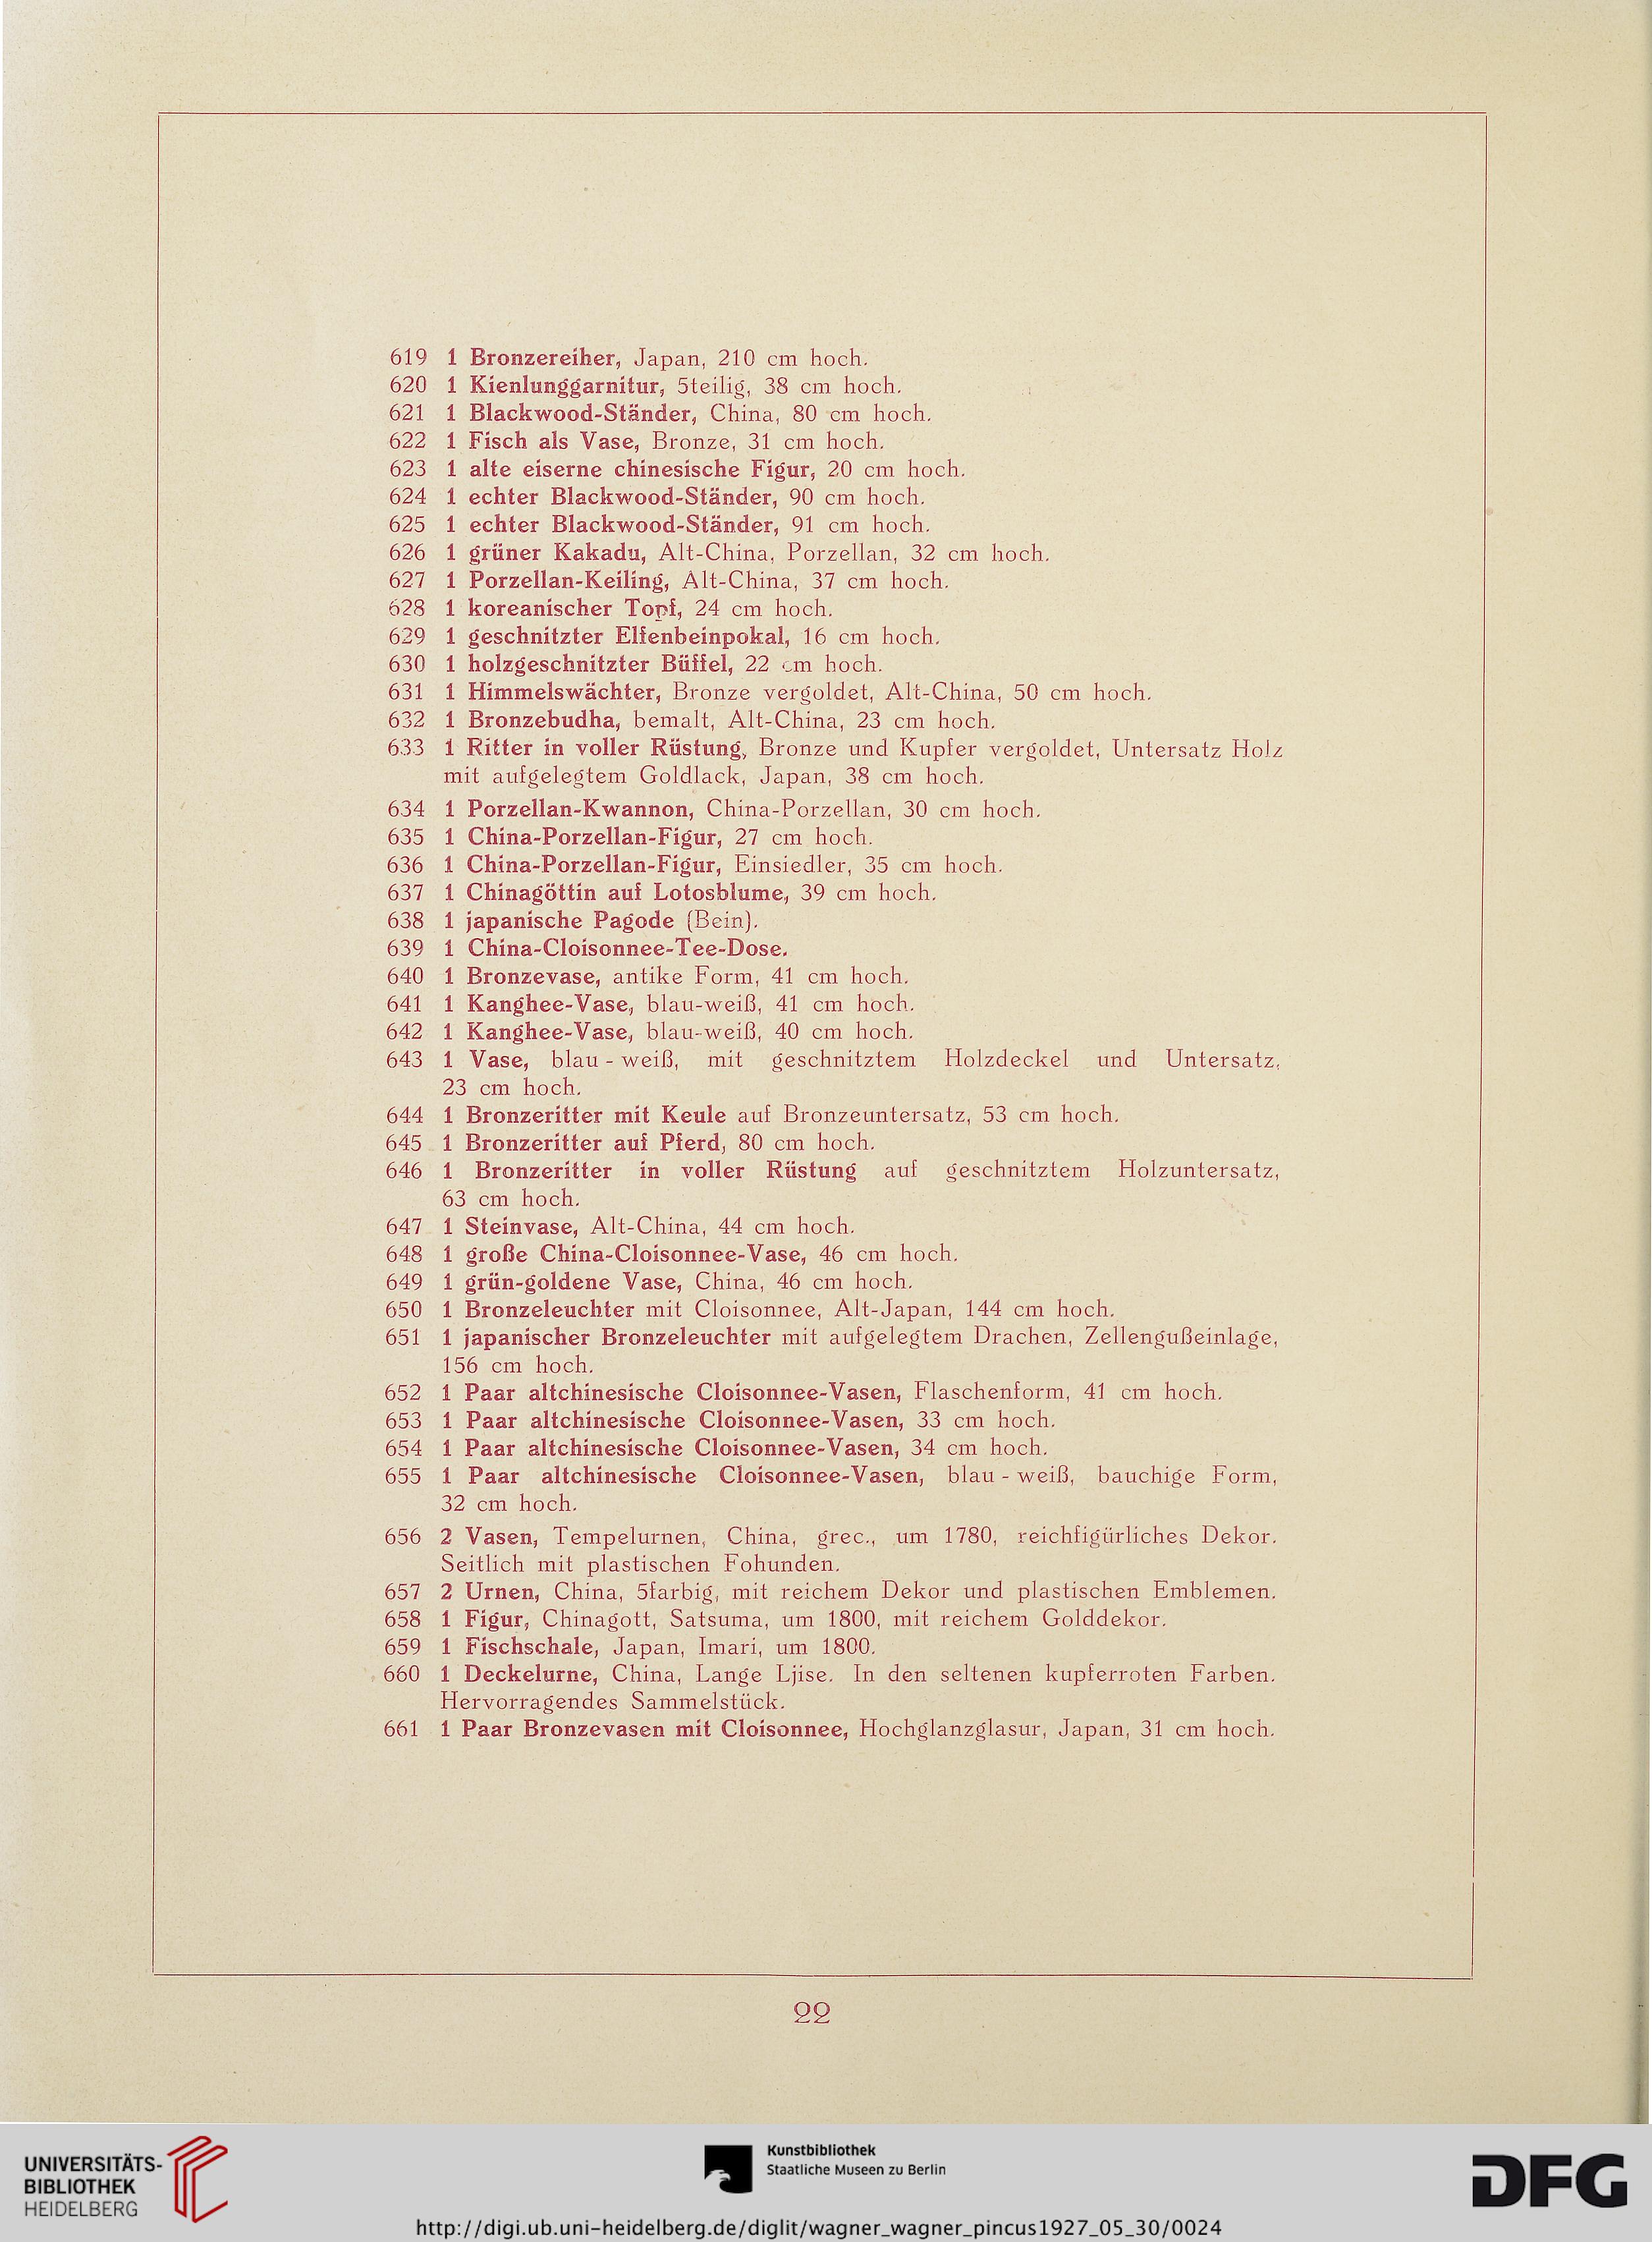 619 1 Bronzereiher, Japan, 210 cm hoch.
620 1 Kienlunggarnitur, 5teilig, 38 cm hoch.
621 1 Blackwood-Ständer, China, 80 cm hoch.
622 1 Fisch als Vase, Bronze, 31 cm hoch.
623 1 alte eiserne chinesische Figur, 20 cm hoch.
624 1 echter Blackwood-Ständer, 90 cm hoch.
625 1 echter Blackwood-Ständer, 91 cm hoch.
626 1 grüner Kakadu, Alt-China, Porzellan, 32 cm hoch.
627 1 Porzellan-Keiling, Alt-China, 37 cm hoch.
628 1 koreanischer Topf, 24 cm hoch.
629 1 geschnitzter Elfenbeinpokal, 16 cm hoch.
630 1 holzgeschnitzter Büffel, 22 cm hoch.
631 1 Himmelswächter, Bronze vergoldet, Alt-China, 50 cm hoch.
632 1 Bronzebudha, bemalt, Alt-China, 23 cm hoch.
633 1 Ritter in voller Rüstung, Bronze und Kupfer vergoldet, Untersatz Holz
mit aufgelegtem Goldlack, Japan, 38 cm hoch.
634 1 Porzellan-Kwannon, China-Porzellan, 30 cm hoch.
635 1 China-Porzellan-Figur, 27 cm hoch.
636 1 China-Porzellan-Figur, Einsiedler, 35 cm hoch.
637 1 Chinagöttin auf Lotosblume, 39 cm hoch.
638 1 japanische Pagode (Bein).
639 1 China-Cloisonnee-Tee-Dose.
640 1 Bronzevase, antike Form, 41 cm hoch.
641 1 Kanghee-Vase, blau-weiß, 41 cm hoch.
642 1 Kanghee-Vase, blau-weiß, 40 cm hoch.
643 1 Vase, blau - weiß, mit geschnitztem Holzdeckel und Untersatz,
23 cm hoch.
644 1 Bronzeritter mit Keule auf Bronzeuntersatz, 53 cm hoch.
645 1 Bronzeritter auf Pferd, 80 cm hoch.
646 1 Bronzeritter in voller Rüstung auf geschnitztem Holzuntersatz,
63 cm hoch.
647 1 Steinvase, Alt-China, 44 cm hoch.
648 1 große China-Cloisonnee-Vase, 46 cm hoch.
649 1 grün-goldene Vase, China, 46 cm hoch.
650 1 Bronzeleuchter mit Cloisonnee, Alt-Japan, 144 cm hoch.
651 1 japanischer Bronzeleuchter mit aufgelegtem Drachen, Zellengußeinlage,
156 cm hoch.
652 1 Paar altchinesische Cloisonnee-Vasen, Flaschenform, 41 cm hoch.
653 1 Paar altchinesische Cloisonnee-Vasen, 33 cm hoch.
654 1 Paar altchinesische Cloisonnee-Vasen, 34 cm hoch.
655 1 Paar altchinesische Cloisonnee-Vasen, blau - weiß, bauchige Form,
32 cm hoch.
656 2 Vasen, Tempelurnen, China, grec., um 1780, reichfigürliches Dekor.
Seitlich mit plastischen Fohunden.
657 2 Urnen, China, 5farbig, mit reichem Dekor und plastischen Emblemen.
658 1 Figur, Chinagott, Satsuma, um 1800, mit reichem Golddekor.
659 1 Fischschale, Japan, Imari, um 1800.
660 1 Deckelurne, China, Lange Ljise. In den seltenen kupferroten Farben.
Hervorragendes Sammelstück.
661 1 Paar Bronzevasen mit Cloisonnee, Hochglanzglasur, Japan, 31 cm hoch.
22
UNIVERSITÄTS-
BIBLIOTHEK
HEIDELBERG
Kunstbibliothek
Staatliche Museen zu Berlin
DFG
http://digi.ub.uni-heidelberg.de/diglit/wagner_wagner_pincus1927_05_30/0024